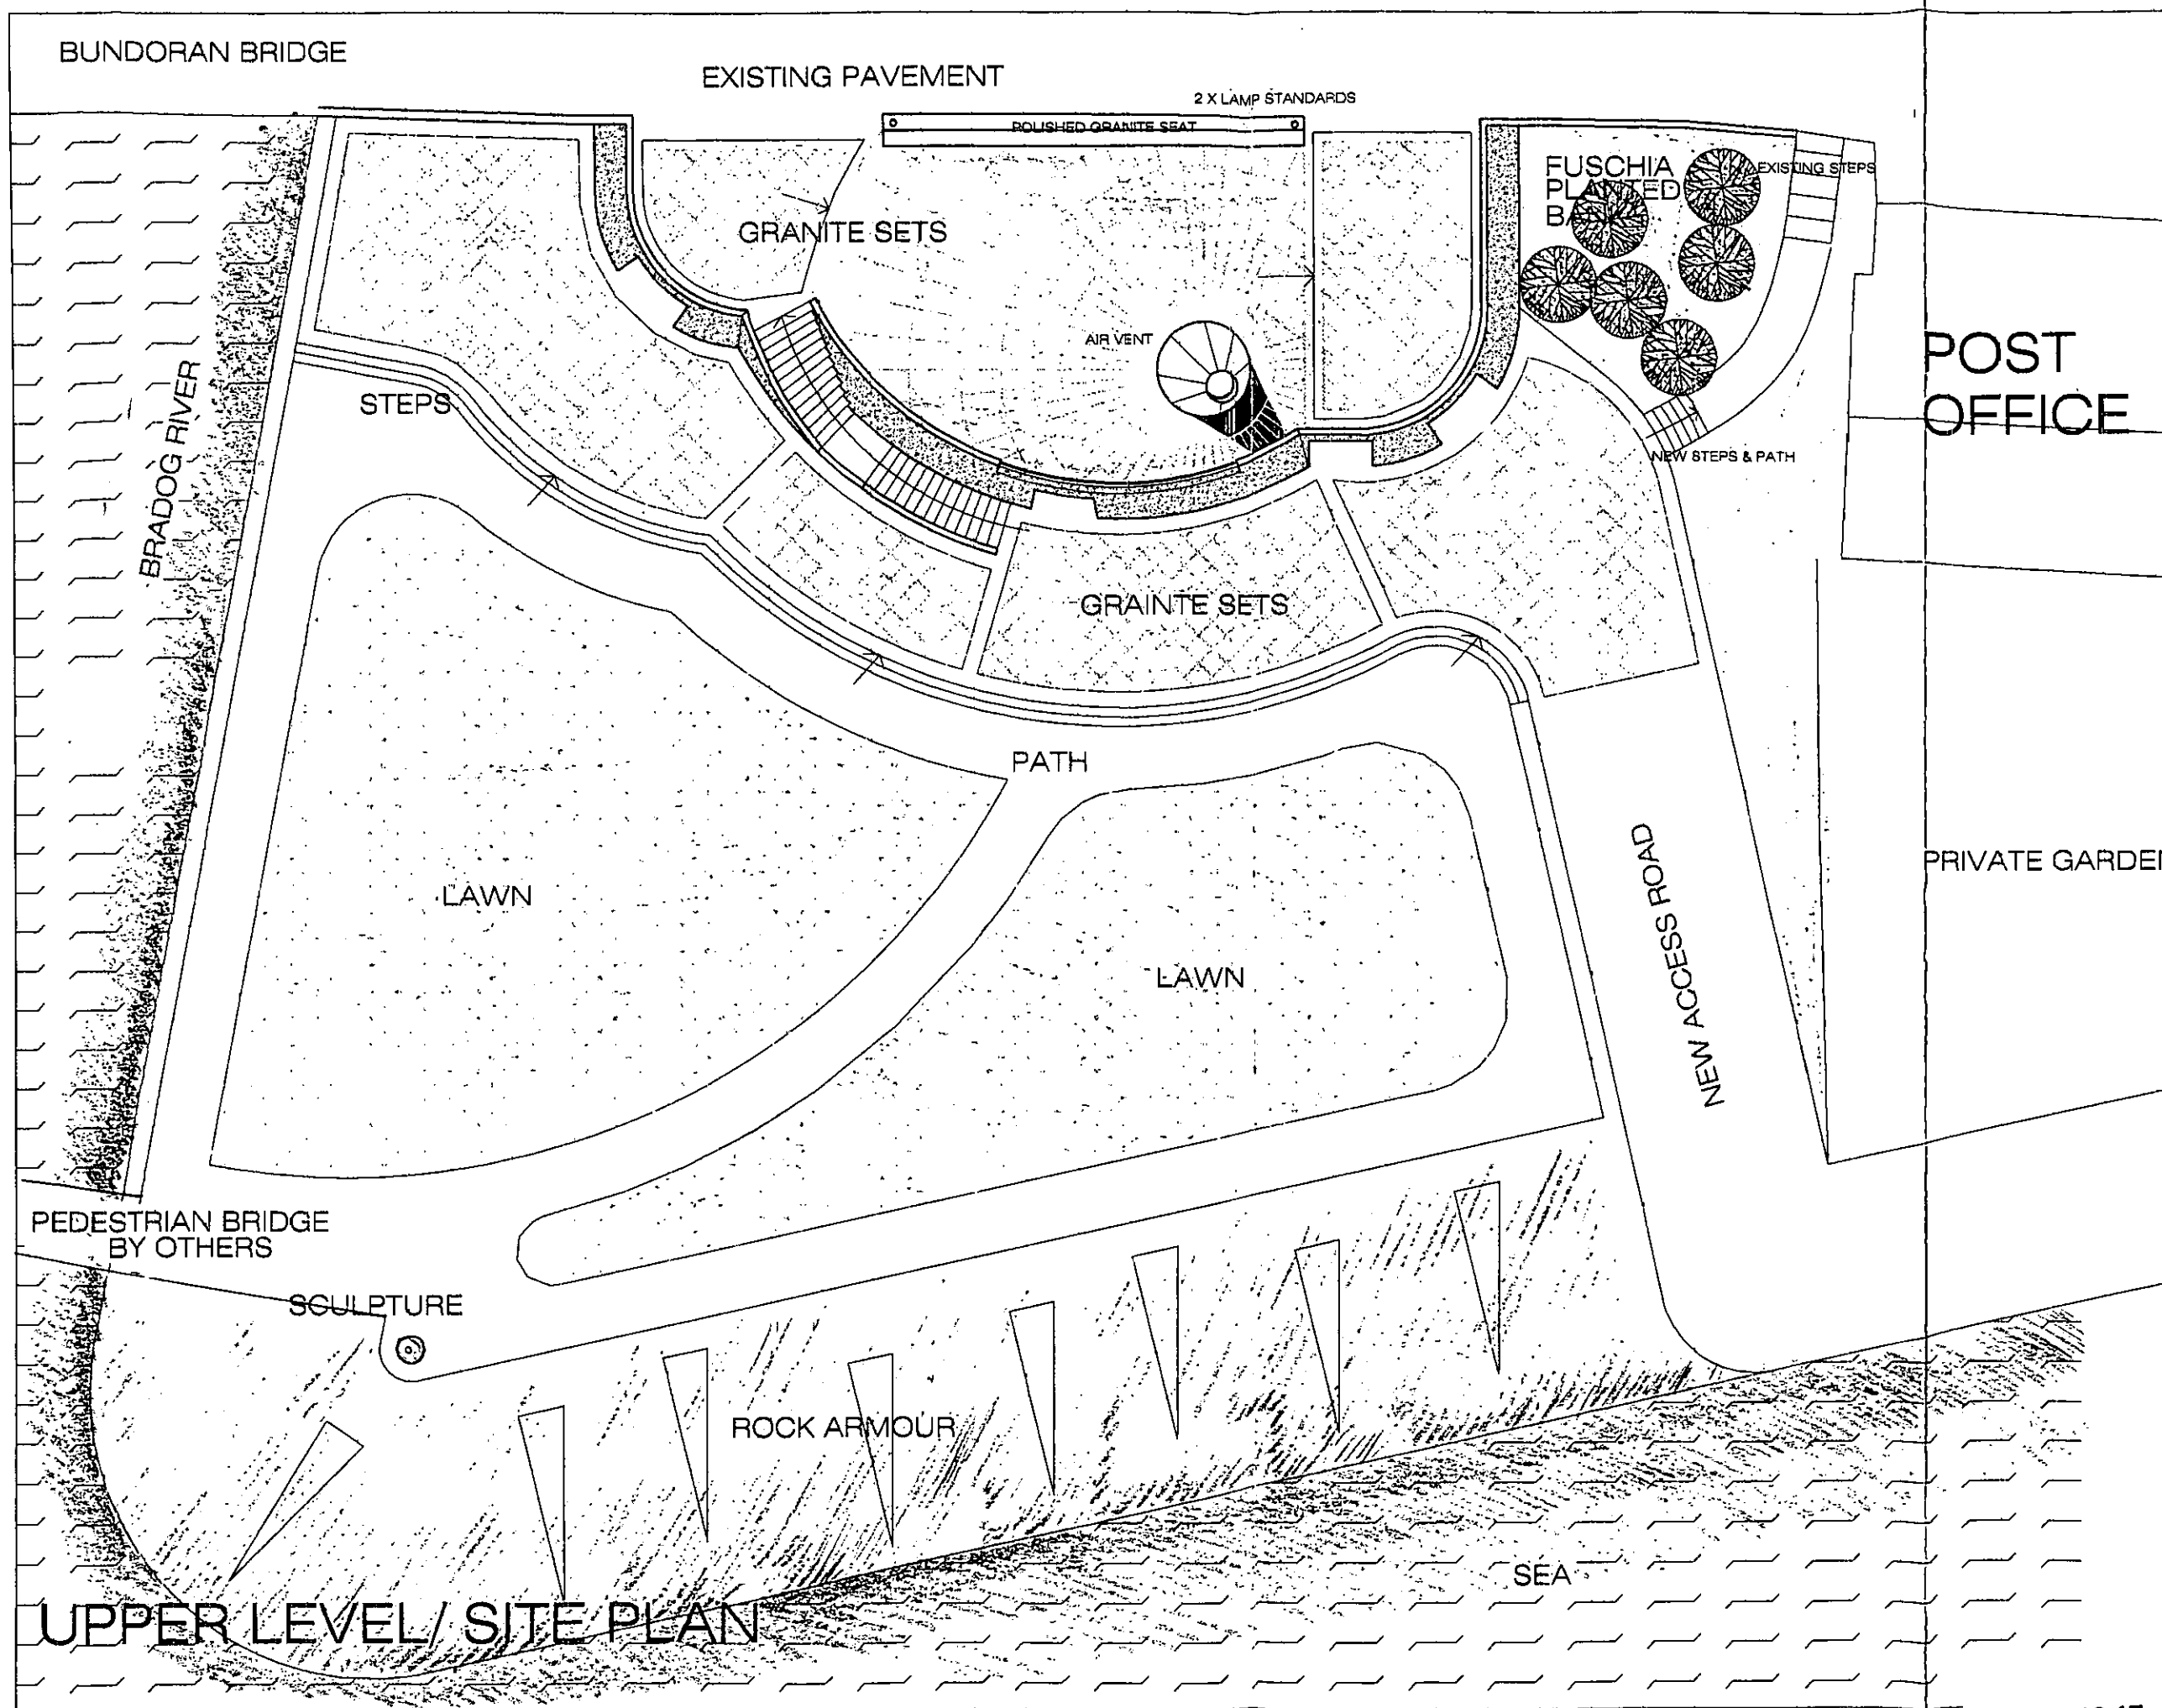 BUNDORAN BRIDGE
EXISTING PAVEMENT
2 X LAMP STANDARDS
POLISHED GRANITE SEAT
FUSCHIA
PLANTED
EXISTING STEPS
GRANITE SETS
AIR VENT
POST
OFFICE
STEPS
BRADOG RIVER
NEW STEPS & PATH
GRAINTE SETS
PATH
NEW ACCESS ROAD
PRIVATE GARDEN
LAWN
LAWN
PEDESTRIAN BRIDGE
BY OTHERS
SCULPTURE
ROCK ARMOUR
SEA
UPPER LEVEL/ SITE PLAN